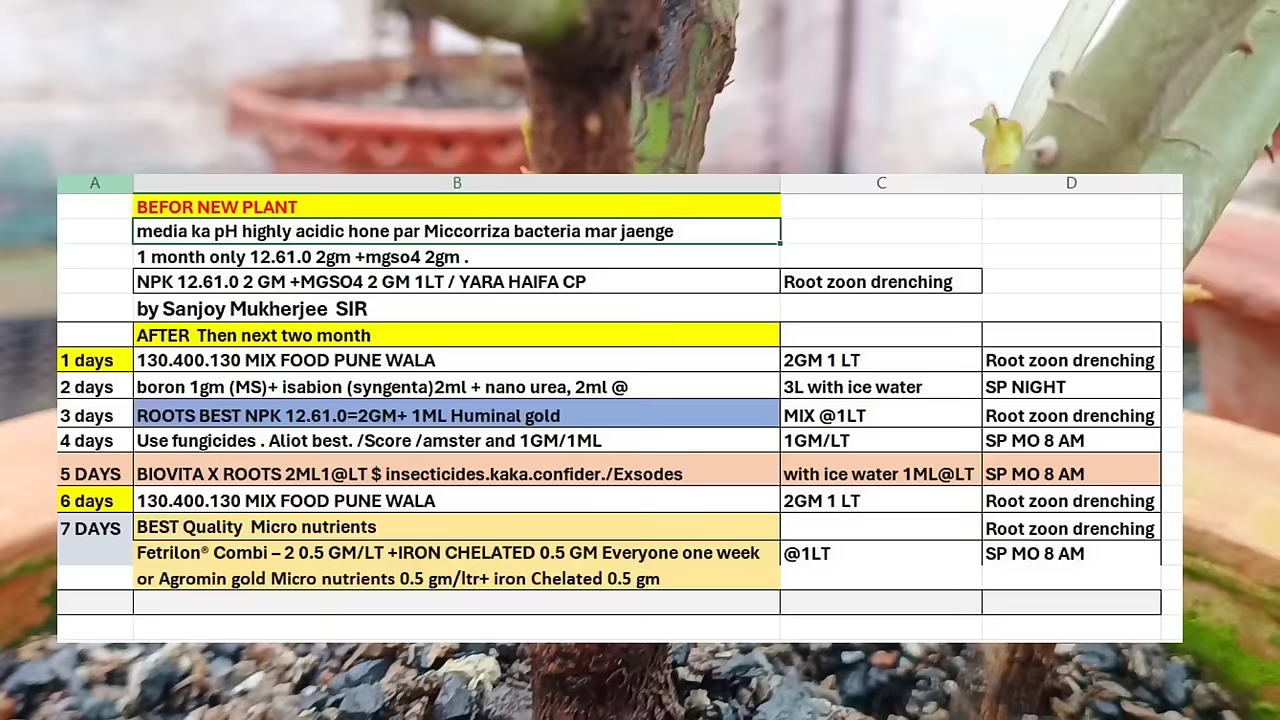 A B C D
BEFOR NEW PLANT
media ka pH highly acidic hone par Miccorriza bacteria mar jaenge
1 month only 12.61.0 2gm +mgso4 2gm .
NPK 12.61.0 2 GM +MGSO4 2 GM 1LT / YARA HAIFA CP Root zoon drenching
by Sanjoy Mukherjee SIR
AFTER Then next two month
1 days 130.400.130 MIX FOOD PUNE WALA 2GM 1 LT Root zoon drenching
2 days boron 1gm (MS)+ isabion (syngenta)2ml + nano urea, 2ml @ 3L with ice water SP NIGHT
3 days ROOTS BEST NPK 12.61.0=2GM+ 1ML Huminal gold MIX @1LT Root zoon drenching
4 days Use fungicides . Aliot best. /Score /amster and 1GM/1ML 1GM/LT SP MO 8 AM
5 DAYS BIOVITA X ROOTS 2ML1@LT $ insecticides.kaka.confider./Exsodes with ice water 1ML@LT SP MO 8 AM
6 days 130.400.130 MIX FOOD PUNE WALA 2GM 1 LT Root zoon drenching
7 DAYS BEST Quality Micro nutrients Root zoon drenching
Fetrilon® Combi – 2 0.5 GM/LT +IRON CHELATED 0.5 GM Everyone one week @1LT SP MO 8 AM
or Agromin gold Micro nutrients 0.5 gm/ltr+ iron Chelated 0.5 gm